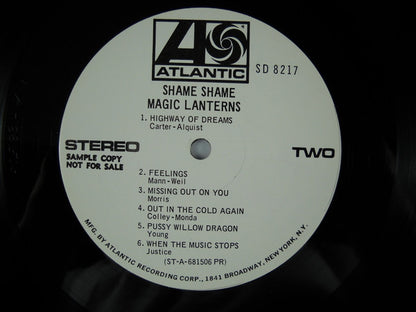 ATLANTIC
SD 8217
SHAME SHAME
MAGIC LANTERNS
1. HIGHWAY OF DREAMS
Carter-Alquist
STEREO
TWO
SAMPLE COPY
NOT FOR SALE
2. FEELINGS
Mann-Weil
3. MISSING OUT ON YOU
Morris
4. OUT IN THE COLD AGAIN
Colley-Monda
5. PUSSY WILLOW DRAGON
Young
6. WHEN THE MUSIC STOPS
Justice
(ST-A-681506 PR)
MFG. BY ATLANTIC RECORDING CORP., 1841 BROADWAY, NEW YORK, N.Y.